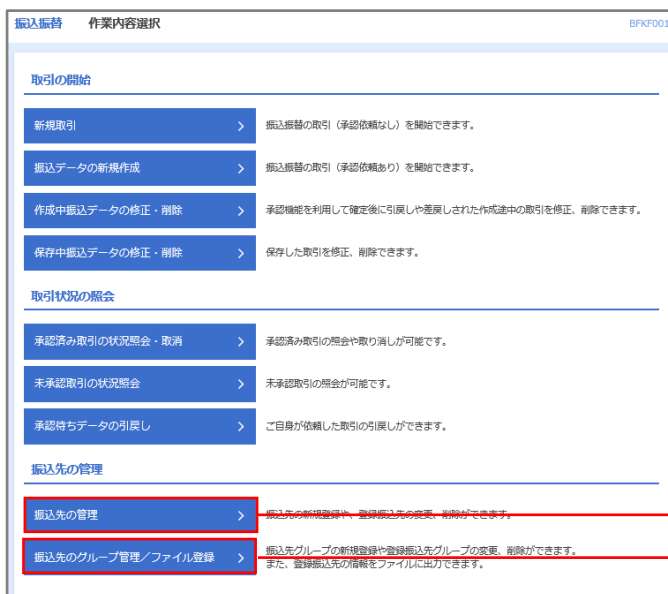 振込振替 作業内容選択 BFKF001
取引の開始
新規取引 振込振替の取引（承認依頼なし）を開始できます。
振込データの新規作成 振込振替の取引（承認依頼あり）を開始できます。
作成中振込データの修正・削除 承認機能を利用して確定後に引戻しや差戻しされた作成途中の取引を修正、削除できます。
保存中振込データの修正・削除 保存した取引を修正、削除できます。
取引状況の照会
承認済み取引の状況照会・取消 承認済み取引の照会や取り消しが可能です。
未承認取引の状況照会 未承認取引の照会が可能です。
承認待ちデータの引戻し ご自身が依頼した取引の引戻しができます。
振込先の管理
振込先の管理 振込先の新規登録や、登録振込先の変更、削除ができます。
振込先のグループ管理／ファイル登録 振込先グループの新規登録や登録振込先グループの変更、削除ができます。
また、登録振込先の情報をファイルに出力できます。